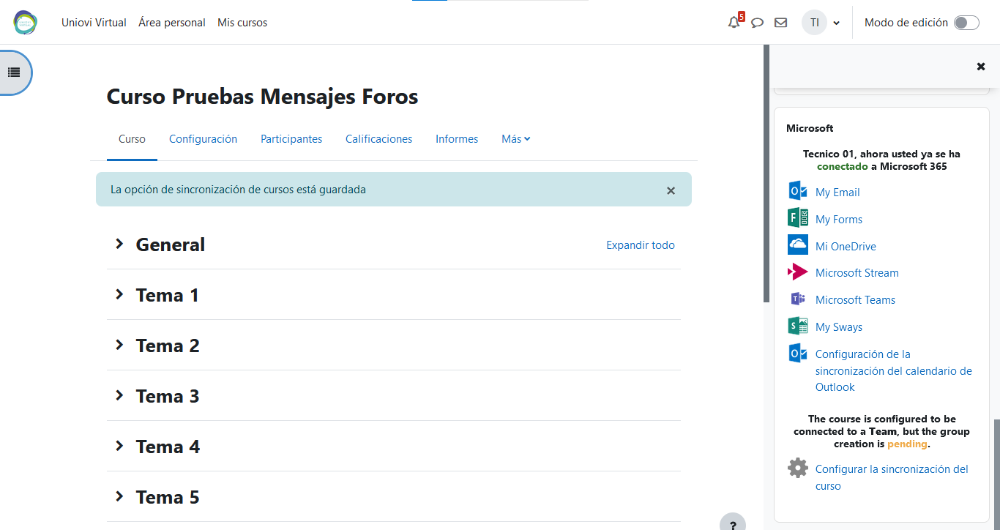 Uniovi Virtual Área personal Mis cursos
5
TI
Modo de edición
Curso Pruebas Mensajes Foros
Curso Configuración Participantes Calificaciones Informes Más
La opción de sincronización de cursos está guardada
General
Expandir todo
Tema 1
Tema 2
Tema 3
Tema 4
Tema 5
?
Microsoft
Tecnico 01, ahora usted ya se ha
conectado a Microsoft 365
My Email
My Forms
Mi OneDrive
Microsoft Stream
Microsoft Teams
My Sways
Configuración de la
sincronización del calendario de
Outlook
The course is configured to be
connected to a Team, but the group
creation is pending.
Configurar la sincronización del
curso